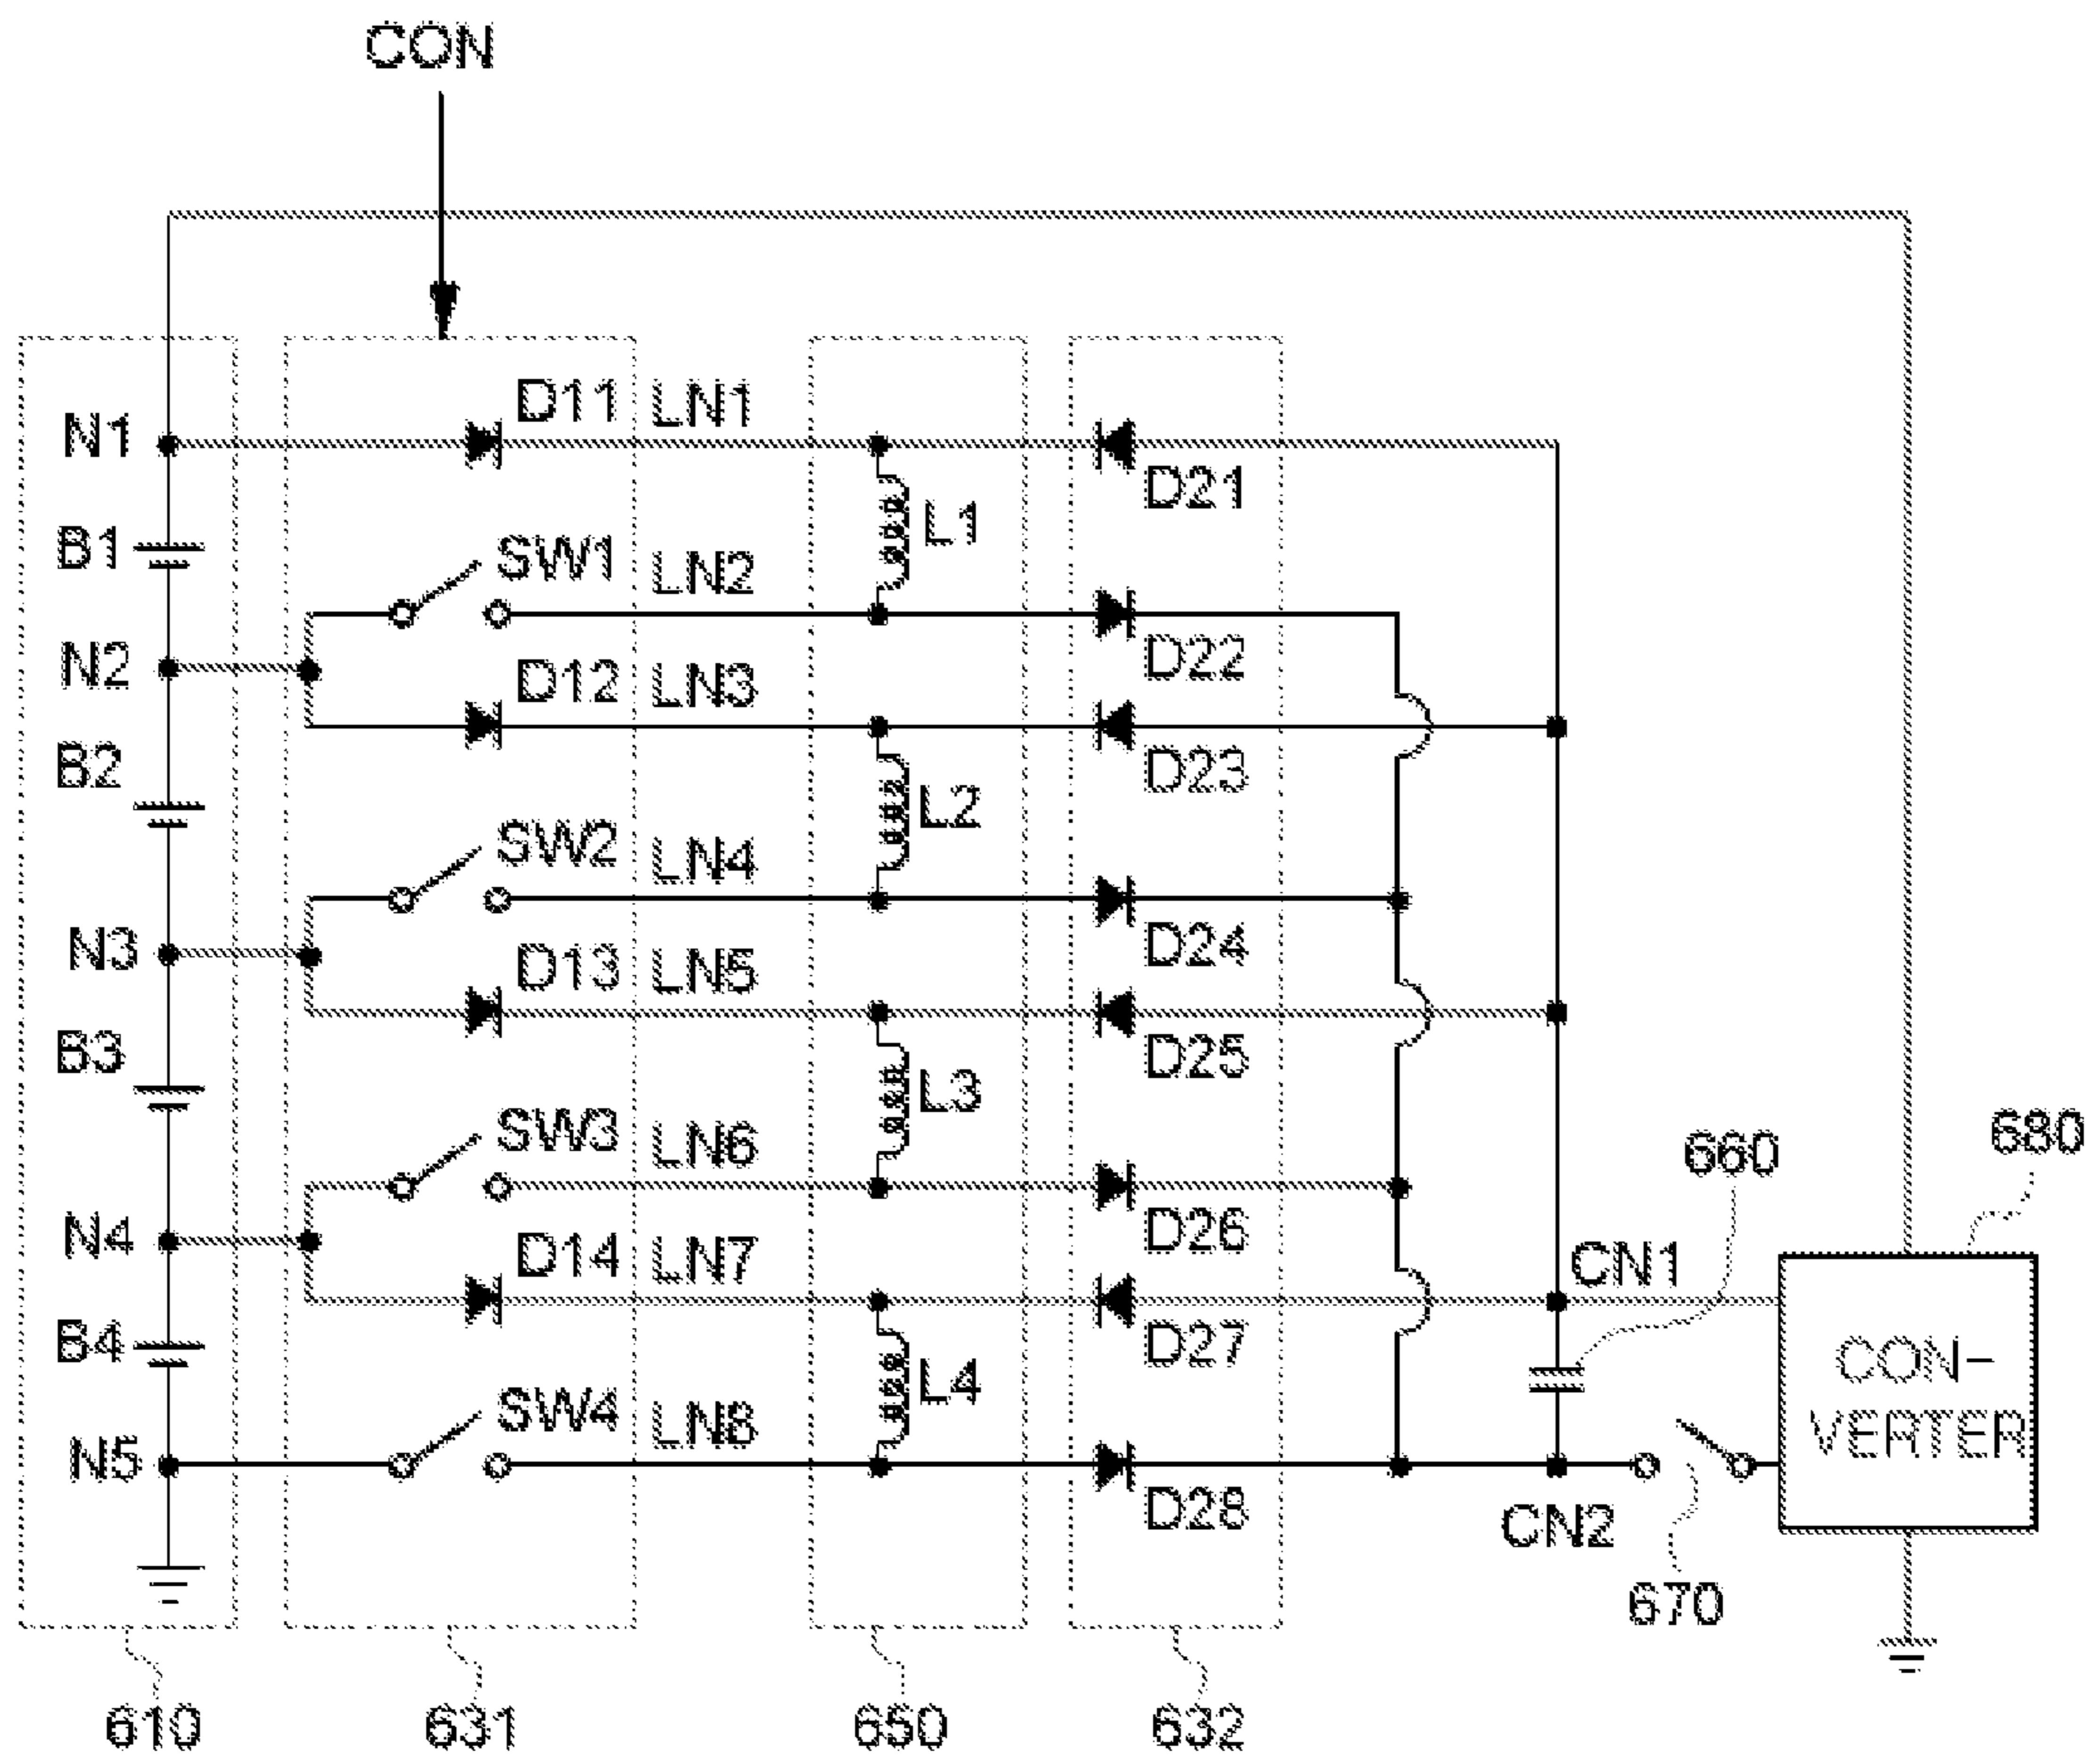 CON
N1
D11
LN1
D21
B1
SW1
LN2
L1
D22
N2
D12
LN3
D23
B2
SW2
LN4
L2
D24
N3
D13
LN5
D25
B3
SW3
LN6
L3
D26
660
680
N4
D14
LN7
D27
CN1
B4
SW4
LN8
L4
D28
CON-
VERTER
N5
CN2
670
610
631
650
632